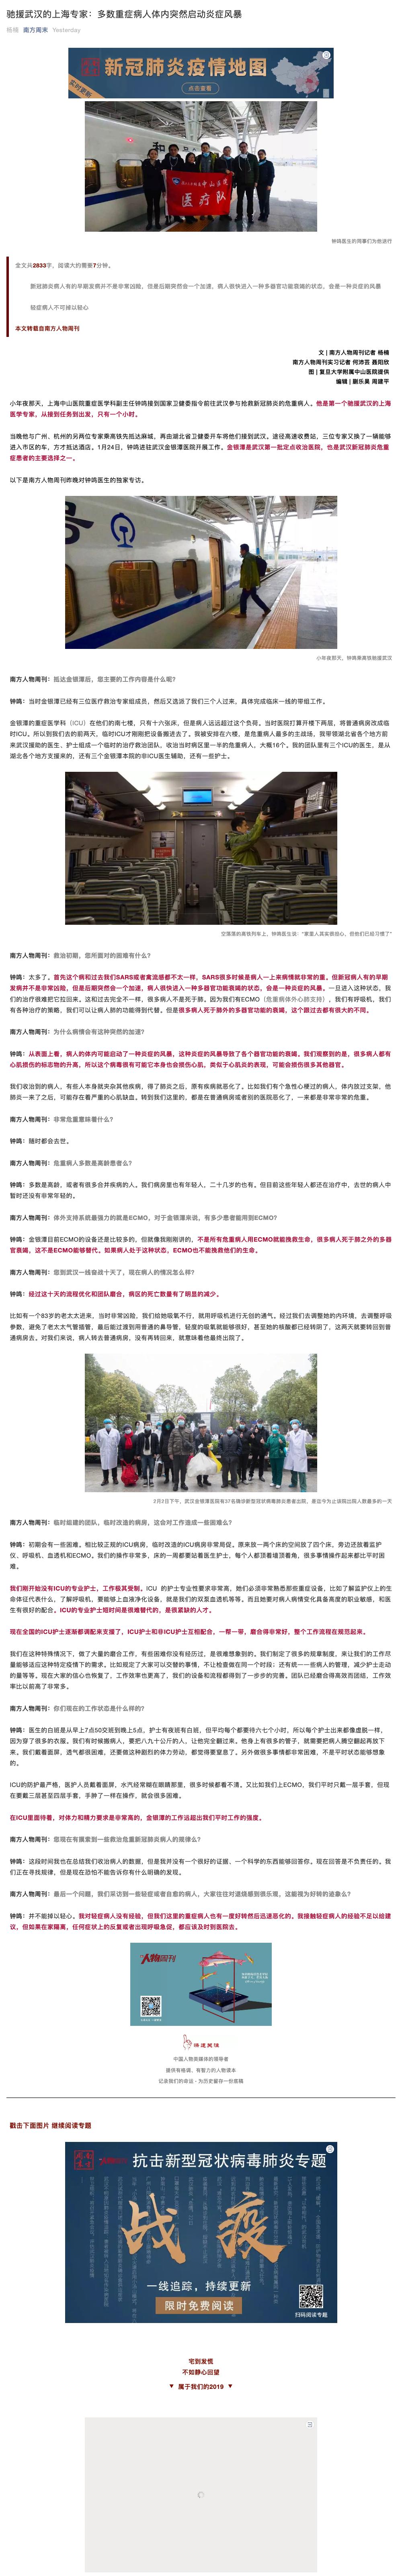 驰援武汉的上海专家：多数重症病人体内突然启动炎症风暴
杨楠 南方周末 Yesterday
新冠肺炎疫情地图
实时更新
点击查看
医疗队
钟鸣医生的同事们为他送行
全文共2833字，阅读大约需要7分钟。
新冠肺炎病人有的早期发病并不是非常凶险，但是后期突然会一个加速，病人很快进入一种多器官功能衰竭的状态，会是一种炎症的风暴
轻症病人不可掉以轻心
本文转载自南方人物周刊
文 | 南方人物周刊记者 杨楠
南方人物周刊实习记者 何沛芸 聂阳欣
图 | 复旦大学附属中山医院提供
编辑 | 蒯乐昊 周建平
小年夜那天，上海中山医院重症医学科副主任钟鸣接到国家卫健委指令前往武汉参与抢救新冠肺炎的危重病人。他是第一个驰援武汉的上海
医学专家，从接到任务到出发，只有一个小时。
当晚他与广州、杭州的另两位专家乘高铁先抵达麻城，再由湖北省卫健委开车将他们接到武汉。途径高速收费站，三位专家又换了一辆能够
进入市区的车，方才抵达酒店。1月24日，钟鸣进驻武汉金银潭医院开展工作。金银潭是武汉第一批定点收治医院，也是武汉新冠肺炎危重
症患者的主要选择之一。
以下是南方人物周刊昨晚对钟鸣医生的独家专访。
小年夜那天，钟鸣乘高铁驰援武汉
南方人物周刊：抵达金银潭后，您主要的工作内容是什么呢？
钟鸣：当时金银潭已经有三位医疗救治专家组成员，然后又选派了我们三个人过来，具体完成临床一线的带组工作。
金银潭的重症医学科（ICU）在他们的南七楼，只有十六张床，但是病人远远超过这个负荷。当时医院打算开楼下两层，将普通病房改成临
时ICU。所以到我们去的前两天，临时ICU才刚刚把设备搬进去了。我被安排在六楼，是危重病人最多的主战场，我带领湖北省各个地方前
来武汉援助的医生，护士组成一个临时的治疗救治团队，收治当时病区里一半的危重病人，大概16个。我的团队里有三个ICU的医生，是从
湖北各个地方支援来的，还有三个金银潭本院的非ICU医生辅助，还有一些护士。
空荡荡的高铁列车上，钟鸣医生说：“家里人其实很担心，但他们已经习惯了”
南方人物周刊：救治初期，您所面对的困难有什么？
钟鸣：太多了。首先这个病和过去我们SARS或者禽流感都不太一样，SARS很多时候是病人一上来病情就非常的重。但新冠病人有的早期
发病并不是非常凶险，但是后期突然会一个加速，病人很快进入一种多器官功能衰竭的状态，会是一种炎症的风暴。一旦进入这种状态，我
们的治疗很难把它拉回来。这和过去完全不一样，很多病人不是死于肺。因为我们有ECMO（危重病体外心肺支持），我们有呼吸机，我们
有各种治疗的策略，我们可以让病人肺的功能得到代替。但是很多病人死于肺外的多器官功能的衰竭，这个跟过去都有很大的不同。
南方人物周刊：为什么病情会有这种突然的加速？
钟鸣：从表面上看，病人的体内可能启动了一种炎症的风暴，这种炎症的风暴导致了各个器官功能的衰竭。我们观察到的是，很多病人都有
心肌损伤的标志物的升高，所以这个病毒很有可能它本身也会损伤心肌，类似于心肌炎的表现，可能会损伤很多其他器官。
我们收治到的病人，有些人本身就夹杂其他疾病，得了肺炎之后，原有疾病就恶化了。比如我们有个急性心梗过的病人，体内放过支架，他
肺炎一来了之后，可能存在着严重的心肌缺血。转到我们这里的，都是在普通病房或者别的医院恶化了，一来都是非常非常的危重。
南方人物周刊：非常危重意味着什么？
钟鸣：随时都会去世。
南方人物周刊：危重病人多数是高龄患者么？
钟鸣：多数是高龄，或者有很多合并疾病的人。我们病房里也有年轻人，二十几岁的也有。但目前这些年轻人都还在治疗中，去世的病人中
暂时还没有非常年轻的。
南方人物周刊：体外支持系统最强力的就是ECMO，对于金银潭来说，有多少患者能用到ECMO？
钟鸣：金银潭目前ECMO的设备还是比较多的，但就像我刚刚讲的，不是所有危重病人用ECMO就能挽救生命，很多病人死于肺之外的多器
官衰竭，这不是ECMO能够替代。如果病人处于这种状态，ECMO也不能挽救他们的生命。
南方人物周刊：您到武汉一线奋战十天了，现在病人的情况怎么样？
钟鸣：经过这十天的流程优化和团队磨合，病区的死亡数量有了明显的减少。
比如有一个83岁的老太太进来，当时非常凶险，我们给她吸氧不行，就用呼吸机进行无创的通气。经过我们去调整她的内环境，去调整呼吸
参数，避免了老太太气管插管，最后能过渡到用普通的鼻导管，轻度的吸氧就能够很好，甚至她的核酸都已经转阴了，这两天就要转回到普
通病房去。对我们来说，病人转去普通病房，没有再转回来，就意味着他最终出院了。
2月2日下午，武汉金银潭医院有37名确诊新型冠状病毒肺炎患者出院，是迄今为止该院出院人数最多的一天
南方人物周刊：临时组建的团队，临时改造的病房，这会对工作造成一些困难么？
钟鸣：初期会有一些困难。相比较正规的ICU病房，临时改造的ICU病房非常局促。原来放一两个床的空间放了四个床，旁边还放着监护
仪，呼吸机，血透机和ECMO。我们的操作非常多，床的一周都要站着医生护士，每个人都顶着墙顶着角，很多事情操作起来都比平时困
难。
我们刚开始没有ICU的专业护士，工作极其受制。ICU 的护士专业性要求非常高，她们必须非常熟悉那些重症设备，比如了解监护仪上的生
命体征代表什么，了解呼吸机，要能够上血液净化设备，就是我们的双泵血透机等等。而且她要对病人病情变化具备高度的职业敏感，和医
生有很好的配合。ICU的专业护士短时间是很难替代的，是很紧缺的人才。
现在全国的ICU护士逐渐都调配来支援了，ICU护士和非ICU护士互相配合，一帮一带，磨合得非常好，整个工作流程在规范起来。
我们在这种特殊情况下，做了大量的磨合工作，有些困难你没有经历过，是很难想象到的。我们制定了很多的规章制度，来让我们的工作尽
量能够适应这种特定疫情下的需求。比如规定了大家可以交替的事情，不让检查做在同一个时段；还有统一一些病人的管理，减少护士走动
的量等等。现在大家的信心也恢复了，工作效率也更高了，我们的设备和流程都得到了一步步的完善。团队已经磨合得高效而团结，工作效
率比以前高了非常多。
南方人物周刊：你们现在的工作状态是什么样的？
钟鸣：医生的白班是从早上7点50交班到晚上5点，护士有夜班有白班，但平均每个都要待六七个小时，所以每个护士出来都像虚脱一样，
因为穿了很多的衣服。我们有时候搬病人，要把八九十公斤的人，让他完全翻过来。他身上有很多的管子，就需要把病人腾空翻起再放下
来。我们戴着面屏，透气都很困难，还要做这种剧烈的体力劳动，都觉得要窒息了。另外做很多事情都非常困难，不是平时状态能够想象
的。
ICU的防护最严格，医护人员戴着面屏，水汽经常糊在眼睛那里，很多时候都看不清。又比如我们上ECMO，我们平时只戴一层手套，但现
在要戴三层甚至四层手套，手肿了一样在操作，就会很多困难。
在ICU里面待着，对体力和精力要求是非常高的，金银潭的工作远超出我们平时工作的强度。
南方人物周刊：您现在有摸索到一些救治危重新冠肺炎病人的规律么？
钟鸣：这段时间我也在总结我们收治病人的数据，但是我并没有一个很好的证据，一个科学的东西能够回答你。现在回答是不负责任的。我
们正在寻找规律，但是现在恐怕不能告诉你有什么明确的发现。
南方人物周刊：最后一个问题，我们采访到一些轻症或者自愈的病人，大家往往对退烧感到很乐观，这能视为好转的迹象么？
钟鸣：并不能掉以轻心。我对轻症病人没有经验，但我们这里的重症病人也有一度好转然后迅速恶化的。我接触轻症病人的经验不足以给建
议，但如果在家隔离，任何症状上的反复或者出现呼吸急促，都应该及时到医院去。
人物周刊
快速关注
中国人物类媒体的领导者
提供有格调、有智力的人物读本
记录我们的命运·为历史留存一份底稿
戳击下面图片 继续阅读专题
抗击新型冠状病毒肺炎专题
战疫
一线追踪，持续更新
限时免费阅读
扫码阅读专题
宅到发慌
不如静心回望
▼ 属于我们的2019 ▼